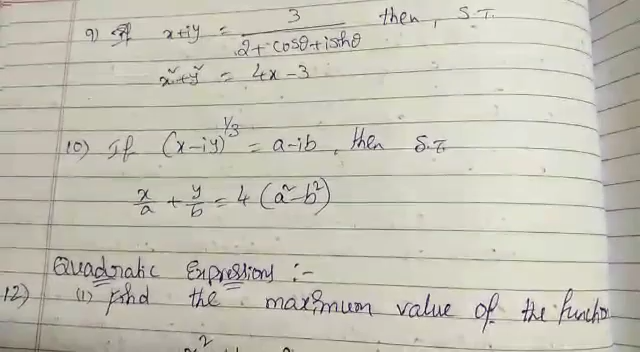 9) If x+iy = 3 / 2+cosθ+isinθ then, S.T.
x²+y² = 4x-3
10) If (x-iy)^1/3 = a-ib, then S.T
x/a + y/b = 4 (a²-b²)
Quadratic Expressions :-
12) (1) Find the maximum value of the functio